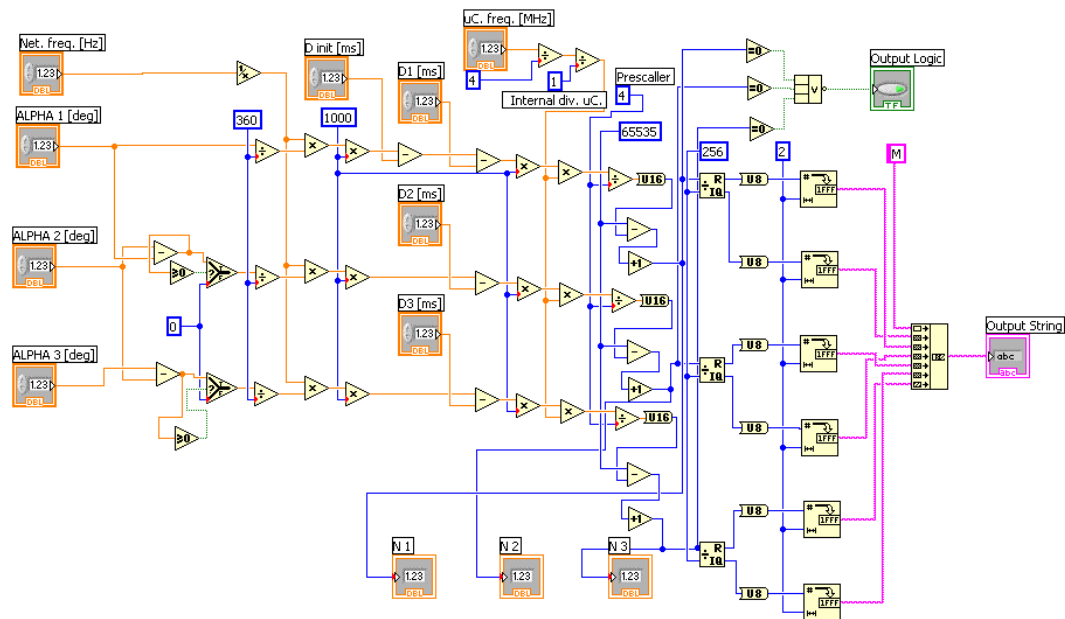 uC. freq. [MHz]
Net. freq. [Hz]
D init [ms]
1.23
DBL
=0
Output Logic
TF
1.23
DBL
1/x
1.23
DBL
D1 [ms]
1.23
DBL
4
1
Internal div. uC.
Prescaller
4
=0
V
ALPHA 1 [deg]
1.23
DBL
360
1000
65535
=0
256
2
M
U16
R
IQ
U8
#
1FFF
D2 [ms]
1.23
DBL
ALPHA 2 [deg]
1.23
DBL
≥0
?
F
+1
U8
#
1FFF
U16
D3 [ms]
1.23
DBL
0
Output String
abc
abc
ALPHA 3 [deg]
1.23
DBL
?
F
+1
R
IQ
U8
#
1FFF
U16
≥0
U8
#
1FFF
+1
U8
#
1FFF
N 1
1.23
DBL
N 2
1.23
DBL
N 3
1.23
DBL
R
IQ
U8
#
1FFF